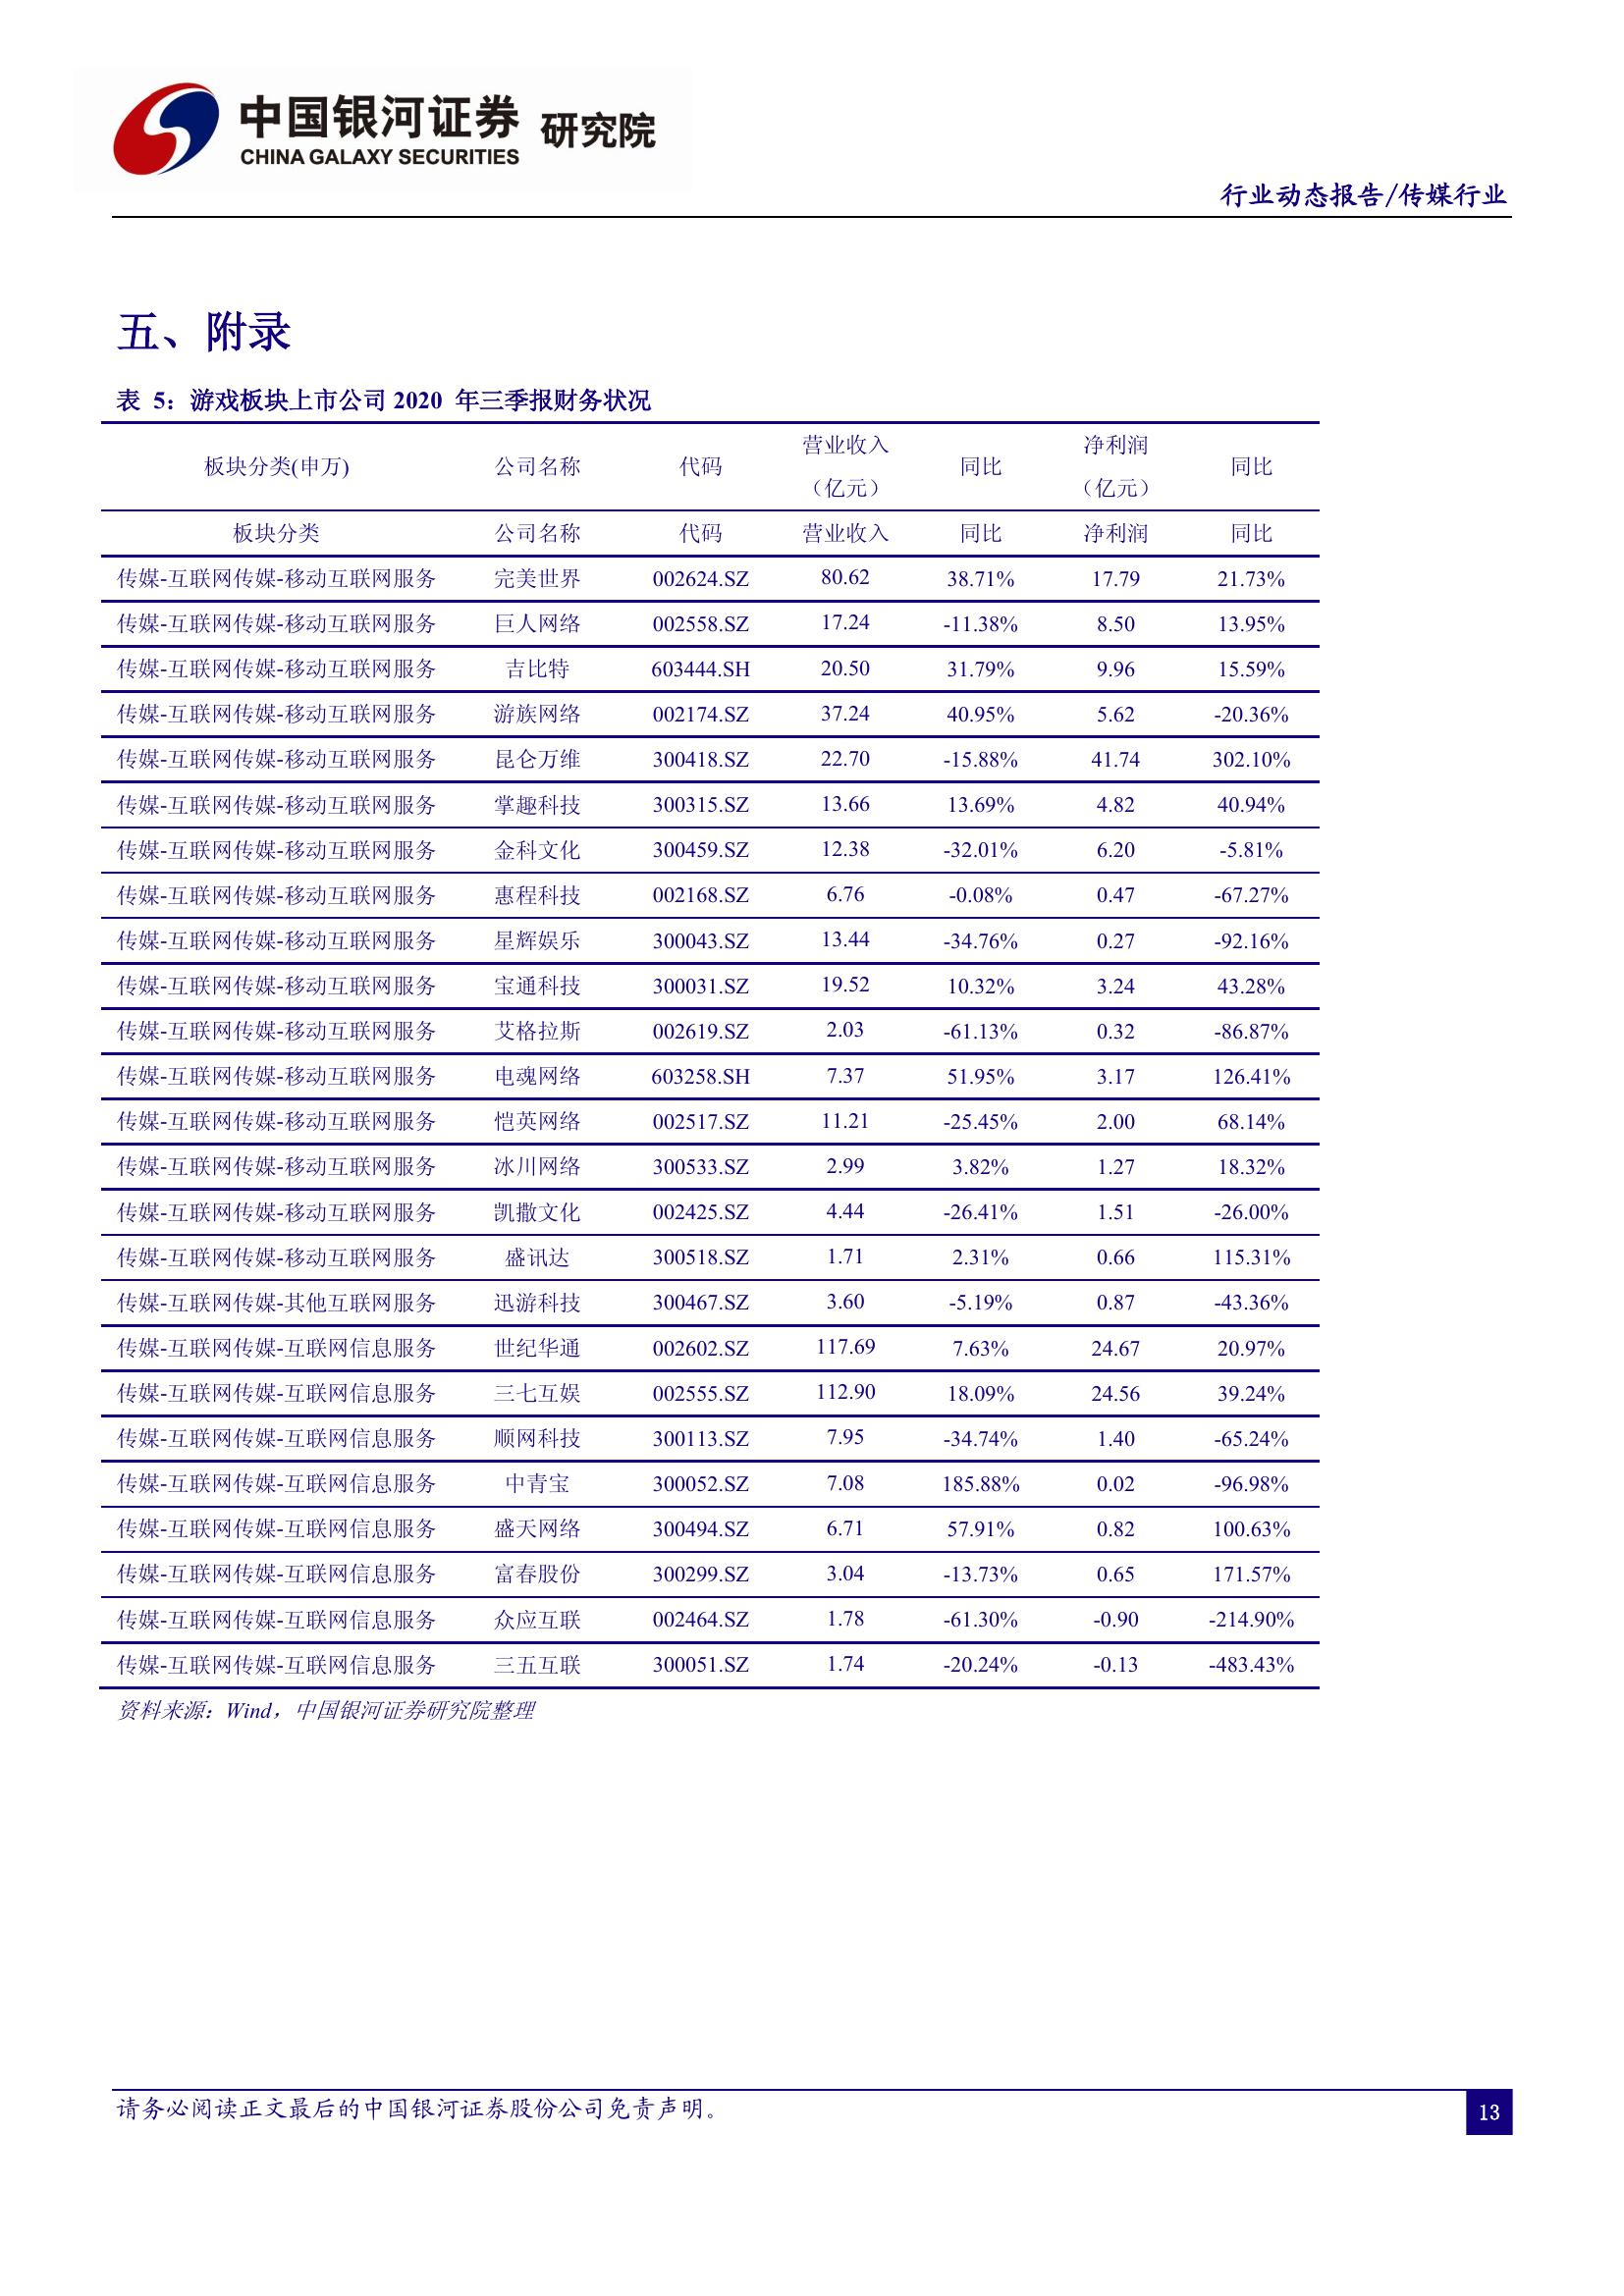 中国银河证券 研究院
CHINA GALAXY SECURITIES
行业动态报告/传媒行业
五、附录
表 5：游戏板块上市公司 2020 年三季报财务状况
板块分类(申万) 公司名称 代码 营业收入（亿元） 同比 净利润（亿元） 同比
板块分类 公司名称 代码 营业收入 同比 净利润 同比
传媒-互联网传媒-移动互联网服务 完美世界 002624.SZ 80.62 38.71% 17.79 21.73%
传媒-互联网传媒-移动互联网服务 巨人网络 002558.SZ 17.24 -11.38% 8.50 13.95%
传媒-互联网传媒-移动互联网服务 吉比特 603444.SH 20.50 31.79% 9.96 15.59%
传媒-互联网传媒-移动互联网服务 游族网络 002174.SZ 37.24 40.95% 5.62 -20.36%
传媒-互联网传媒-移动互联网服务 昆仑万维 300418.SZ 22.70 -15.88% 41.74 302.10%
传媒-互联网传媒-移动互联网服务 掌趣科技 300315.SZ 13.66 13.69% 4.82 40.94%
传媒-互联网传媒-移动互联网服务 金科文化 300459.SZ 12.38 -32.01% 6.20 -5.81%
传媒-互联网传媒-移动互联网服务 惠程科技 002168.SZ 6.76 -0.08% 0.47 -67.27%
传媒-互联网传媒-移动互联网服务 星辉娱乐 300043.SZ 13.44 -34.76% 0.27 -92.16%
传媒-互联网传媒-移动互联网服务 宝通科技 300031.SZ 19.52 10.32% 3.24 43.28%
传媒-互联网传媒-移动互联网服务 艾格拉斯 002619.SZ 2.03 -61.13% 0.32 -86.87%
传媒-互联网传媒-移动互联网服务 电魂网络 603258.SH 7.37 51.95% 3.17 126.41%
传媒-互联网传媒-移动互联网服务 恺英网络 002517.SZ 11.21 -25.45% 2.00 68.14%
传媒-互联网传媒-移动互联网服务 冰川网络 300533.SZ 2.99 3.82% 1.27 18.32%
传媒-互联网传媒-移动互联网服务 凯撒文化 002425.SZ 4.44 -26.41% 1.51 -26.00%
传媒-互联网传媒-移动互联网服务 盛讯达 300518.SZ 1.71 2.31% 0.66 115.31%
传媒-互联网传媒-其他互联网服务 迅游科技 300467.SZ 3.60 -5.19% 0.87 -43.36%
传媒-互联网传媒-互联网信息服务 世纪华通 002602.SZ 117.69 7.63% 24.67 20.97%
传媒-互联网传媒-互联网信息服务 三七互娱 002555.SZ 112.90 18.09% 24.56 39.24%
传媒-互联网传媒-互联网信息服务 顺网科技 300113.SZ 7.95 -34.74% 1.40 -65.24%
传媒-互联网传媒-互联网信息服务 中青宝 300052.SZ 7.08 185.88% 0.02 -96.98%
传媒-互联网传媒-互联网信息服务 盛天网络 300494.SZ 6.71 57.91% 0.82 100.63%
传媒-互联网传媒-互联网信息服务 富春股份 300299.SZ 3.04 -13.73% 0.65 171.57%
传媒-互联网传媒-互联网信息服务 众应互联 002464.SZ 1.78 -61.30% -0.90 -214.90%
传媒-互联网传媒-互联网信息服务 三五互联 300051.SZ 1.74 -20.24% -0.13 -483.43%
资料来源：Wind，中国银河证券研究院整理
请务必阅读正文最后的中国银河证券股份公司免责声明。
13